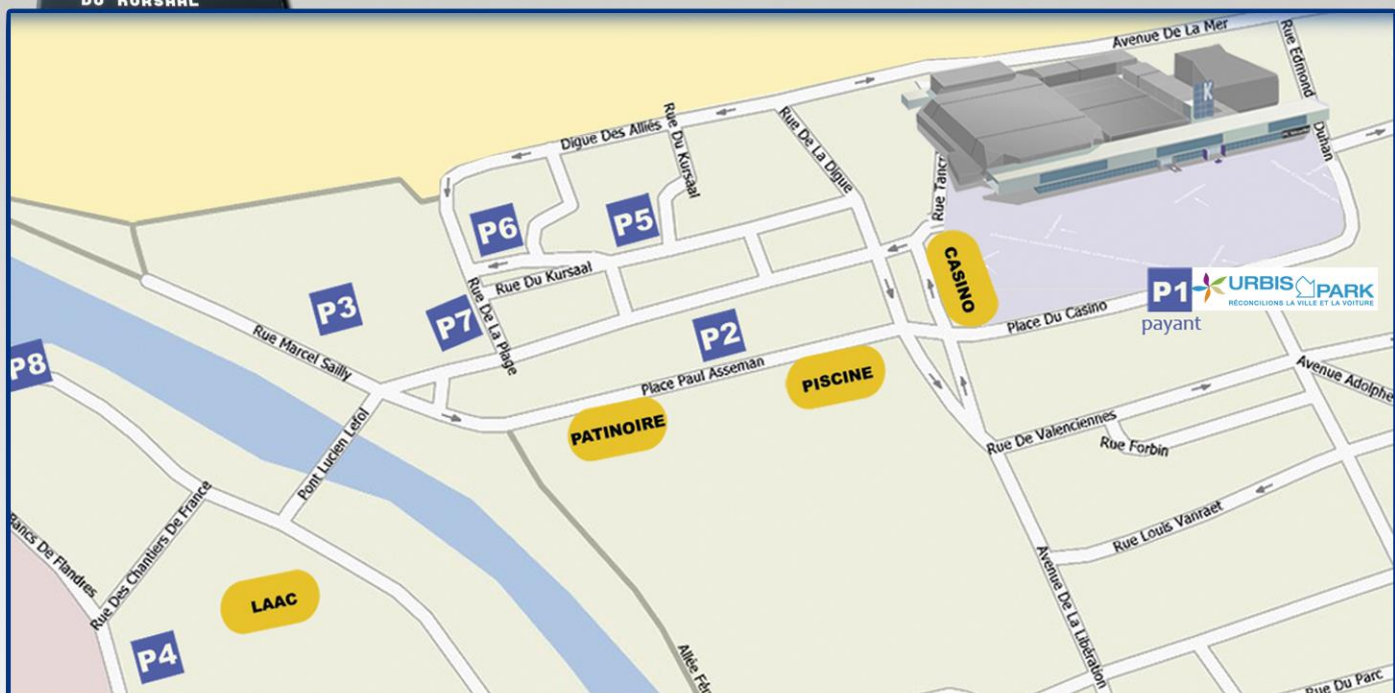 DU KURSAAL
Avenue De La Mer
Rue Edmond Duhan
K
Digue Des Alliés
Rue Du Kursaal
Rue De La Digue
P6
P5
CASINO
P1
URBIS PARK
RÉCONCILIONS LA VILLE ET LA VOITURE
payant
Rue Du Kursaal
Rue De La Plage
P3
P7
P2
Place Du Casino
Rue Marcel Sailly
P8
Place Paul Asseman
PISCINE
PATINOIRE
Avenue Adolphe
Rue De Valenciennes
Rue Forbin
Pont Lucien Lefol
Rue Louis Vanraet
Bancs De Flandres
Rue Des Chantiers De France
LAAC
P4
Avenue De La Libération
Rue Du Parc